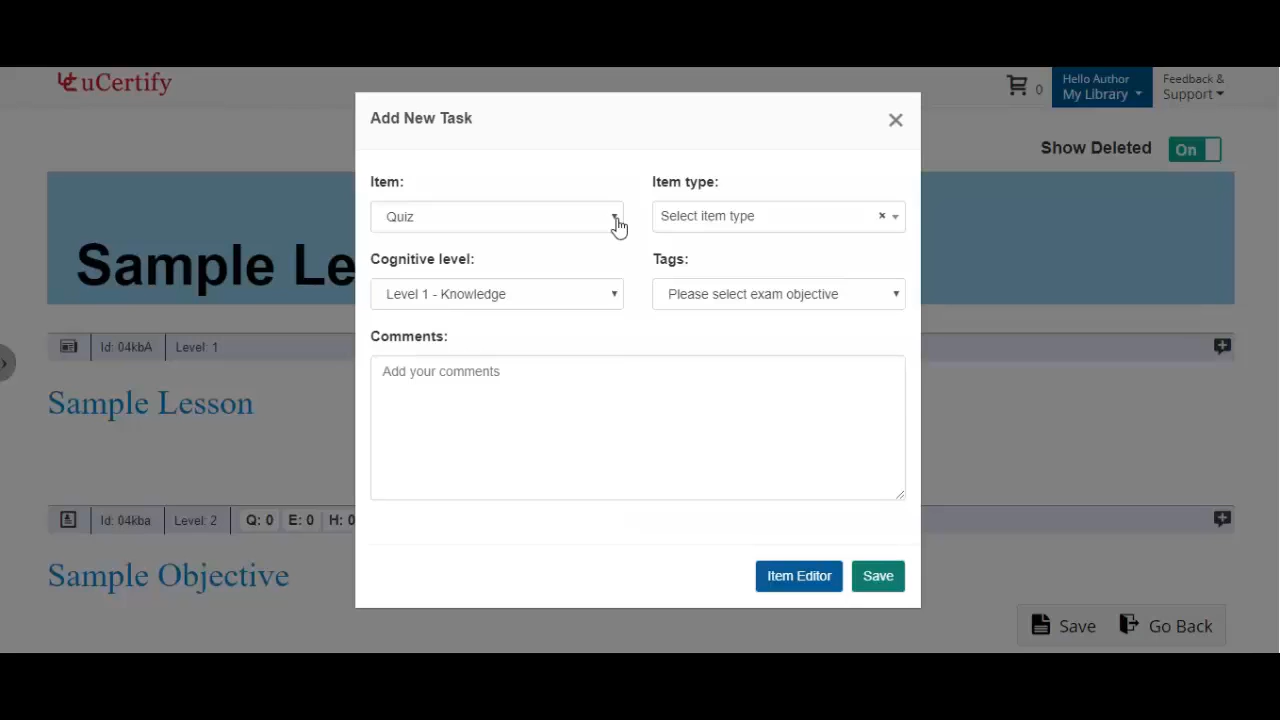 uCertify
0
Hello Author
My Library
Feedback &
Support
Show Deleted
On
Add New Task
Item:
Item type:
Quiz
Select item type
Cognitive level:
Tags:
Level 1 - Knowledge
Please select exam objective
Comments:
Add your comments
Item Editor
Save
Sample Le
Id: 04kbA
Level: 1
Sample Lesson
Id: 04kba
Level: 2
Q: 0
E: 0
H: 0
Sample Objective
Save
Go Back